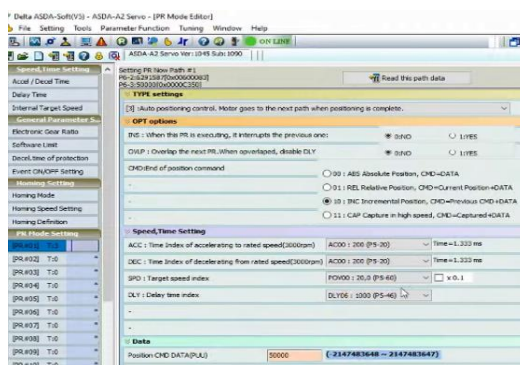 Delta ASDA-Soft(V5) - ASDA-A2 Servo - [PR Mode Editor]
File Setting Tools Parameter Function Tuning Window Help
ON LINE
ASDA-A2 Servo Ver:1045 Sub:1090
Speed,Time Setting
Accel / Decel Time
Delay Time
Internal Target Speed
General Parameter S..
Electronic Gear Ratio
Software Limit
Decel.time of protection
Event ON/OFF Setting
Homing Setting
Homing Mode
Homing Speed Setting
Homing Definition
PR Mode Setting
[PR.#01] T:3
[PR.#02] T:0
[PR.#03] T:0
[PR.#04] T:0
[PR.#05] T:0
[PR.#06] T:0
[PR.#07] T:0
[PR.#08] T:0
[PR.#09] T:0
Setting PR Now Path #1
P6-2:6291587[0x00600083]
P6-3:50000[0x0000C350]
Read this path data
TYPE settings
[3] :Auto positioning control. Motor goes to the next path when positioning is complete.
OPT options
INS : When this PR is executing, it interrupts the previous one:
0:NO
1:YES
OVLP : Overlap the next PR.When opverlaped, disable DLY
0:NO
1:YES
CMD:End of position command
00 : ABS Absolute Position, CMD=DATA
01 : REL Relative Position, CMD=Current Position+DATA
10 : INC Incremental Position, CMD=Previous CMD+DATA
11 : CAP Capture in high speed, CMD=Captured+DATA
Speed,Time Setting
ACC : Time Index of accelerating to rated speed(3000rpm)
AC00 : 200 (P5-20)
Time=1.333 ms
DEC : Time Index of decelerating from rated speed(3000rpm)
AC00 : 200 (P5-20)
Time=1.333 ms
SPD : Target speed index
POV00 : 20.0 (P5-60)
x 0.1
DLY : Delay time index
DLY06 : 1000 (P5-46)
Data
Position CMD DATA(PUU)
50000
(-2147483648 ~ 2147483647)